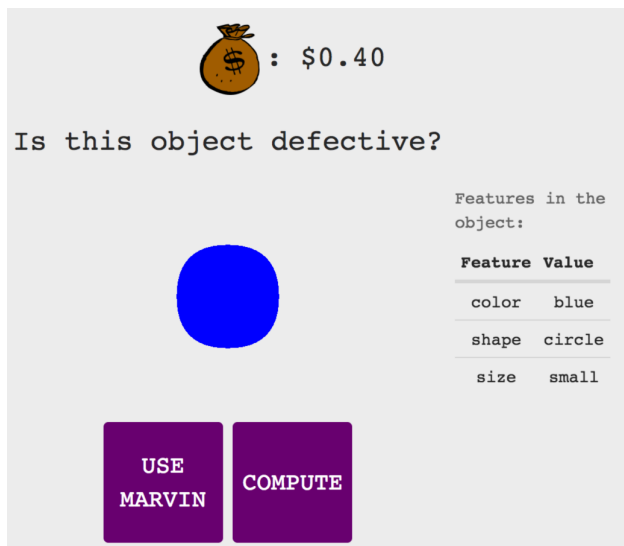 $ : $0.40
Is this object defective?
Features in the
object:
Feature Value
color blue
shape circle
size small
USE
MARVIN
COMPUTE